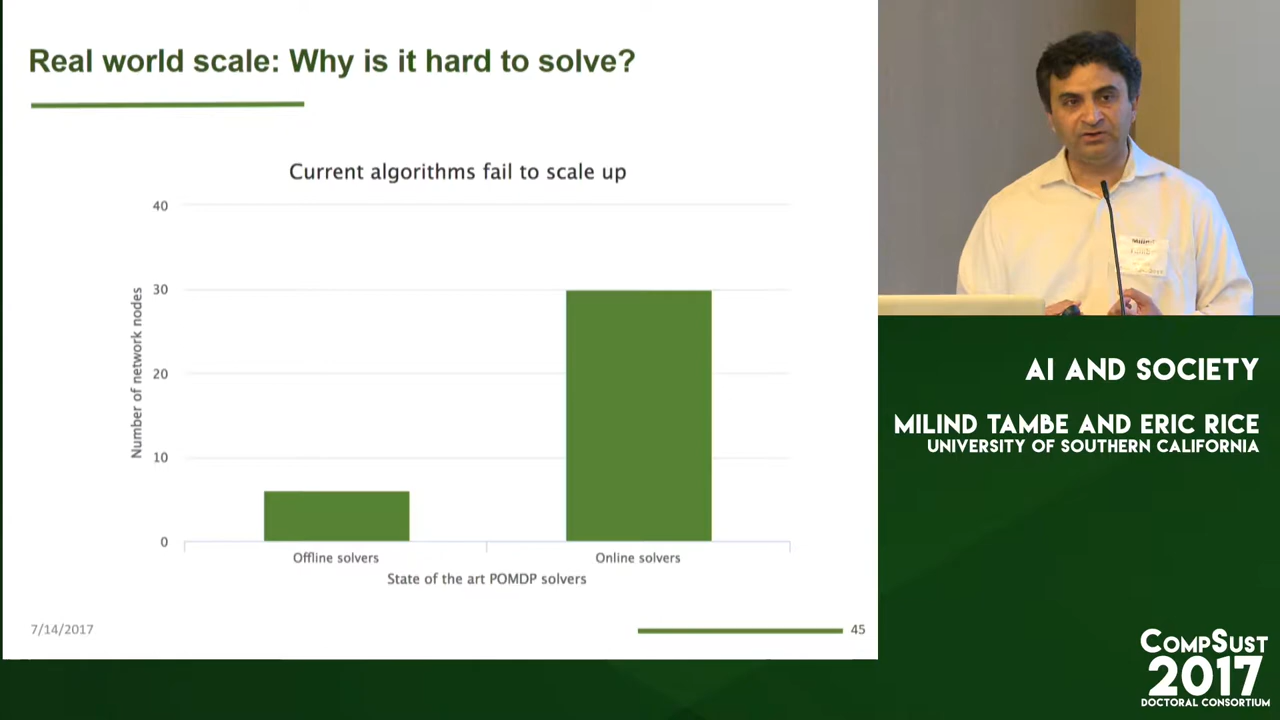 Real world scale: Why is it hard to solve?
Current algorithms fail to scale up
40
30
20
10
0
Number of network nodes
Offline solvers
Online solvers
State of the art POMDP solvers
7/14/2017
45
AI AND SOCIETY
MILIND TAMBE AND ERIC RICE
UNIVERSITY OF SOUTHERN CALIFORNIA
COMPSUST
2017
DOCTORAL CONSORTIUM